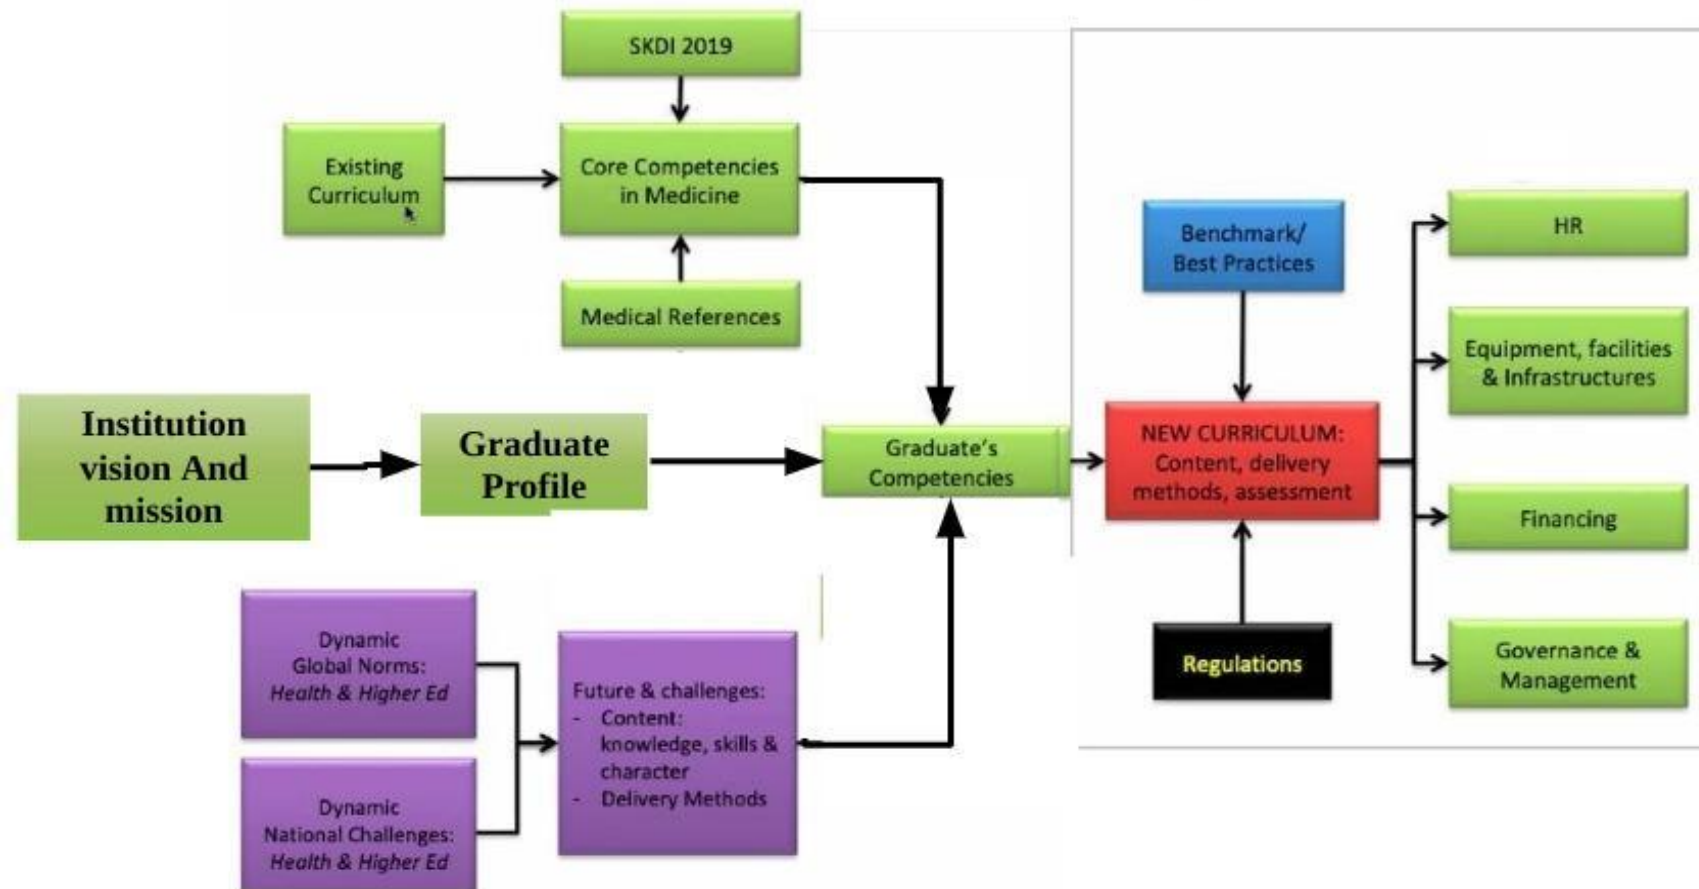 SKDI 2019
Existing
Curriculum
Core Competencies
in Medicine
Medical References
Institution
vision And
mission
Graduate
Profile
Graduate's
Competencies
Dynamic
Global Norms:
Health & Higher Ed
Dynamic
National Challenges:
Health & Higher Ed
Future & challenges:
- Content:
knowledge, skills &
character
- Delivery Methods
Benchmark/
Best Practices
NEW CURRICULUM:
Content, delivery
methods, assessment
Regulations
HR
Equipment, facilities
& Infrastructures
Financing
Governance &
Management